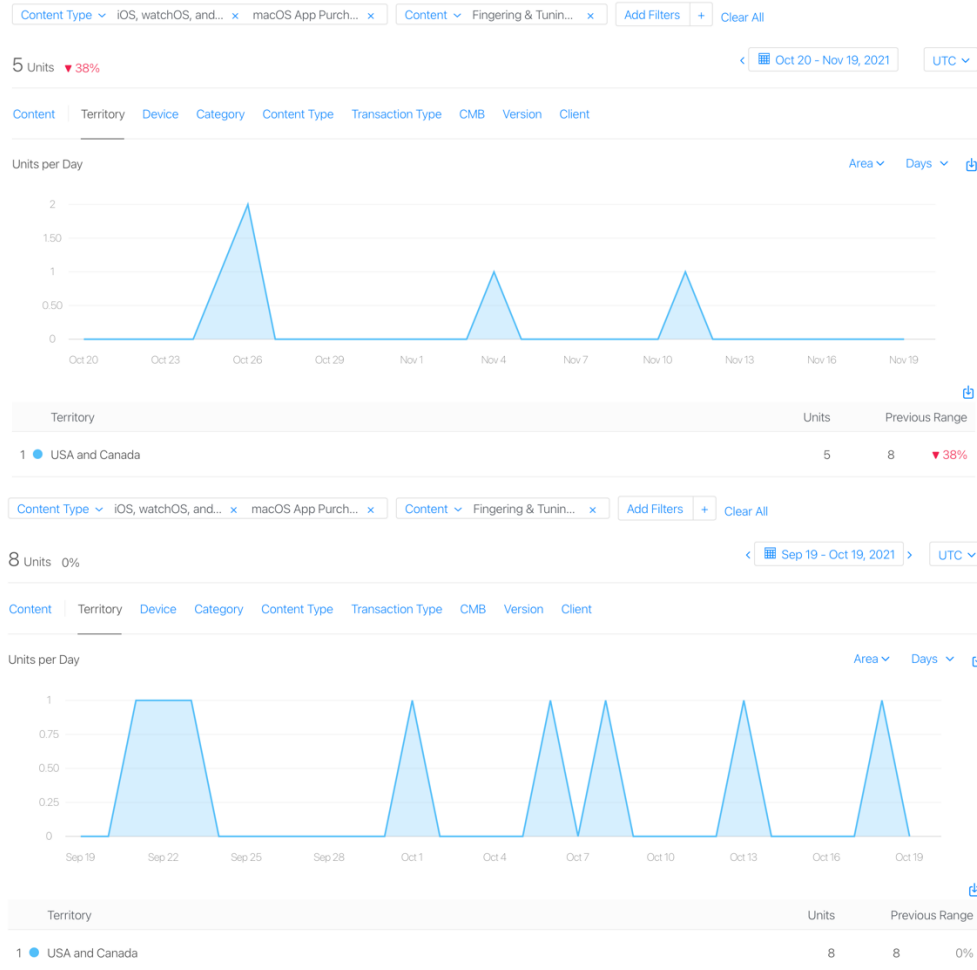 Content Type iOS, watchOS, and... × macOS App Purch... × Content Fingering & Tunin... × Add Filters + Clear All
5 Units ▼38% < Oct 20 - Nov 19, 2021 UTC
Content Territory Device Category Content Type Transaction Type CMB Version Client
Units per Day Area Days
2
1.50
1
0.50
0
Oct 20 Oct 23 Oct 26 Oct 29 Nov 1 Nov 4 Nov 7 Nov 10 Nov 13 Nov 16 Nov 19
Territory Units Previous Range
1 USA and Canada 5 8 ▼38%
Content Type iOS, watchOS, and... × macOS App Purch... × Content Fingering & Tunin... × Add Filters + Clear All
8 Units 0% < Sep 19 - Oct 19, 2021 > UTC
Content Territory Device Category Content Type Transaction Type CMB Version Client
Units per Day Area Days
1
0.75
0.50
0.25
0
Sep 19 Sep 22 Sep 25 Sep 28 Oct 1 Oct 4 Oct 7 Oct 10 Oct 13 Oct 16 Oct 19
Territory Units Previous Range
1 USA and Canada 8 8 0%